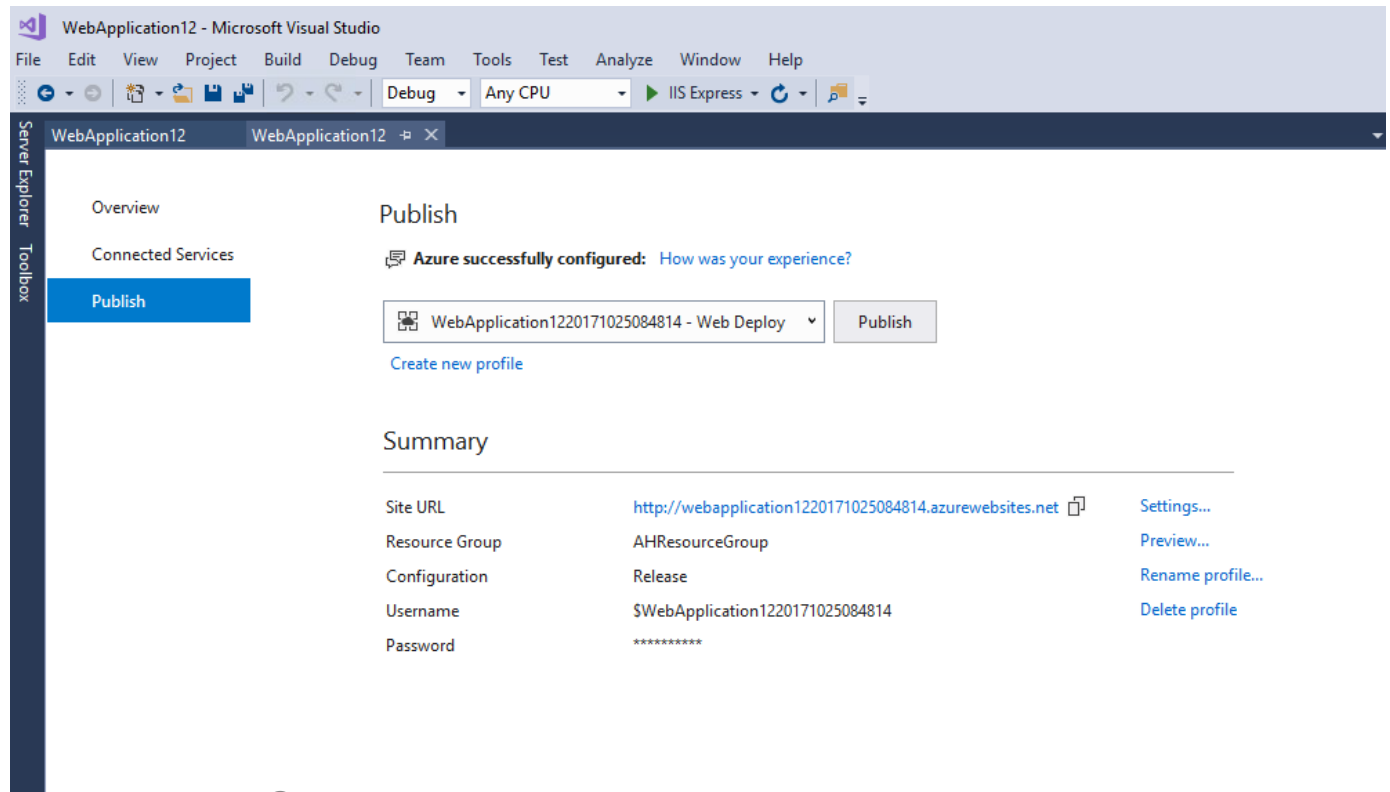 WebApplication12 - Microsoft Visual Studio
File Edit View Project Build Debug Team Tools Test Analyze Window Help
Debug Any CPU IIS Express
Server Explorer
Toolbox
WebApplication12 WebApplication12
Overview
Connected Services
Publish
Publish
Azure successfully configured: How was your experience?
WebApplication1220171025084814 - Web Deploy Publish
Create new profile
Summary
Site URL http://webapplication1220171025084814.azurewebsites.net Settings...
Resource Group AHResourceGroup Preview...
Configuration Release Rename profile...
Username $WebApplication1220171025084814 Delete profile
Password **********